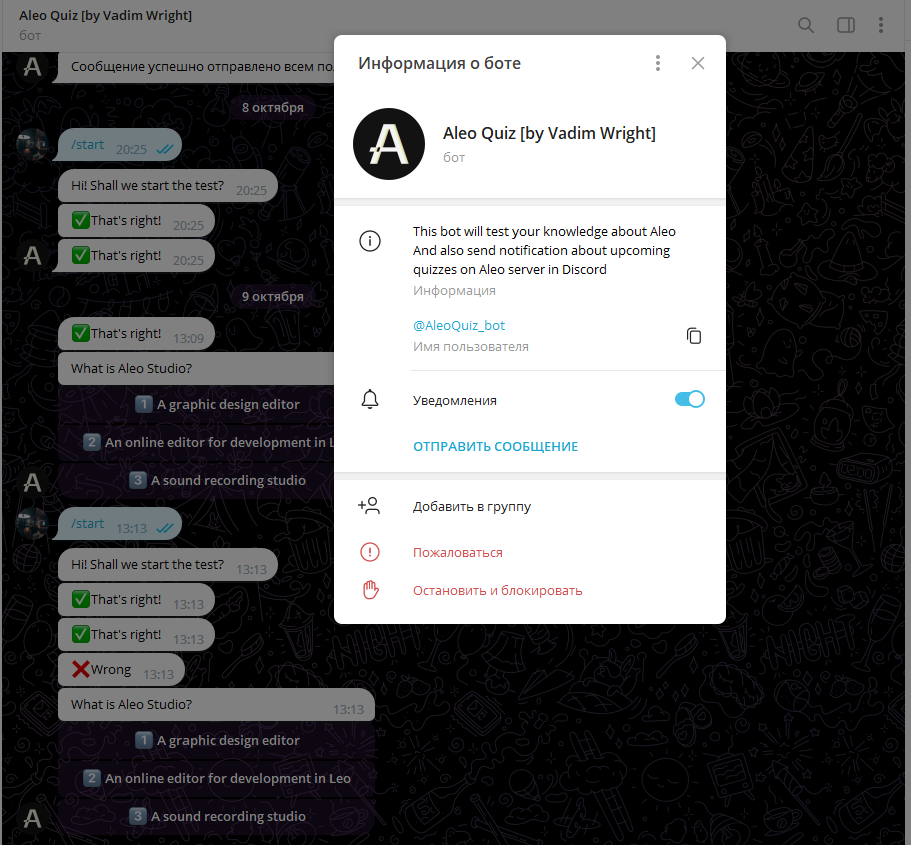 Aleo Quiz [by Vadim Wright]
бот
Сообщение успешно отправлено всем
8 октября
/start 20:25
Hi! Shall we start the test? 20:25
✅That's right! 20:25
✅That's right! 20:25
9 октября
✅That's right! 13:09
What is Aleo Studio?
1️⃣ A graphic design editor
2️⃣ An online editor for development in
3️⃣ A sound recording studio
/start 13:13
Hi! Shall we start the test? 13:13
✅That's right! 13:13
✅That's right! 13:13
❌Wrong 13:13
What is Aleo Studio? 13:13
1️⃣ A graphic design editor
2️⃣ An online editor for development in Leo
3️⃣ A sound recording studio
Информация о боте
Aleo Quiz [by Vadim Wright]
бот
This bot will test your knowledge about Aleo
And also send notification about upcoming
quizzes on Aleo server in Discord
Информация
@AleoQuiz_bot
Имя пользователя
Уведомления
ОТПРАВИТЬ СООБЩЕНИЕ
Добавить в группу
Пожаловаться
Остановить и блокировать